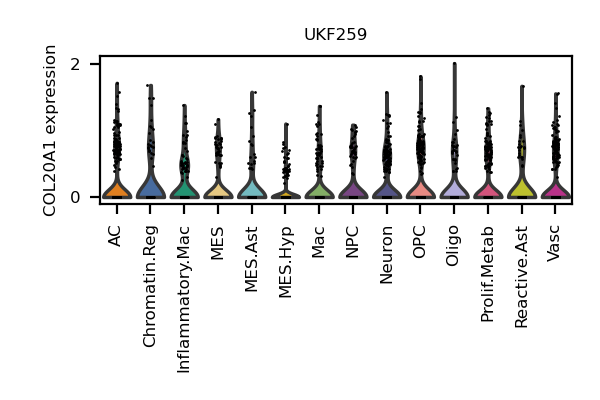 UKF259
COL20A1 expression
2
0
AC
Chromatin.Reg
Inflammatory.Mac
MES
MES.Ast
MES.Hyp
Mac
NPC
Neuron
OPC
Oligo
Prolif.Metab
Reactive.Ast
Vasc